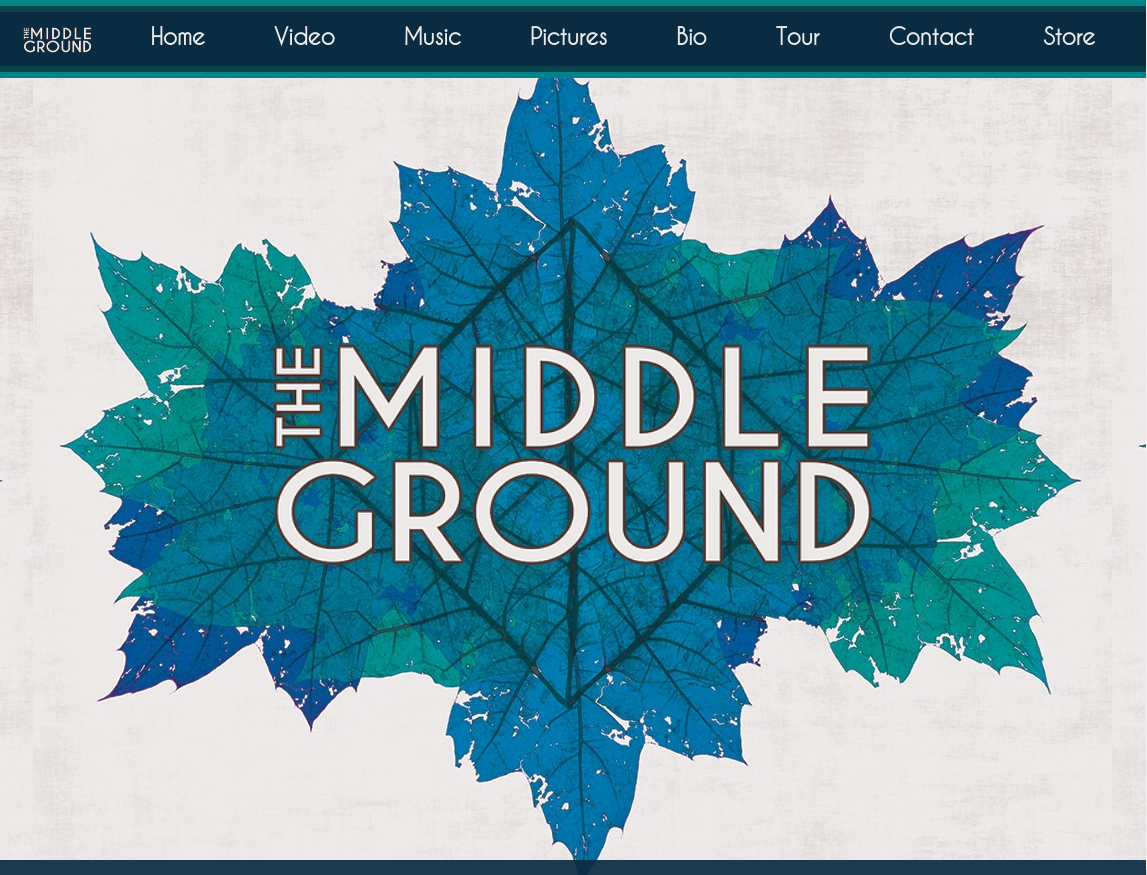 THE MIDDLE
GROUND
Home Video Music Pictures Bio Tour Contact Store
THE MIDDLE
GROUND